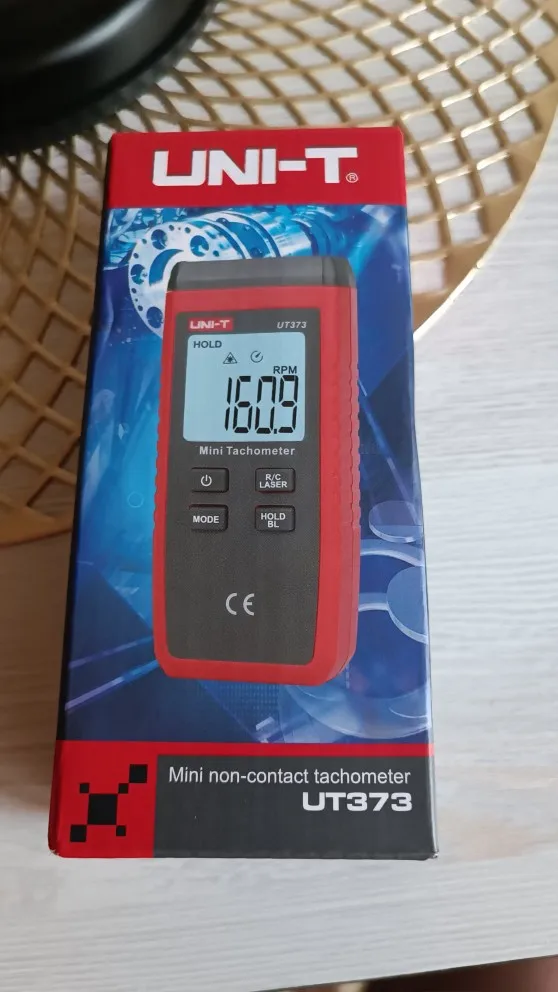 UNI-T®
UNI-T UT373
HOLD
RPM
160.9
Mini Tachometer
R/C
LASER
MODE
HOLD
BL
CE
Mini non-contact tachometer
UT373